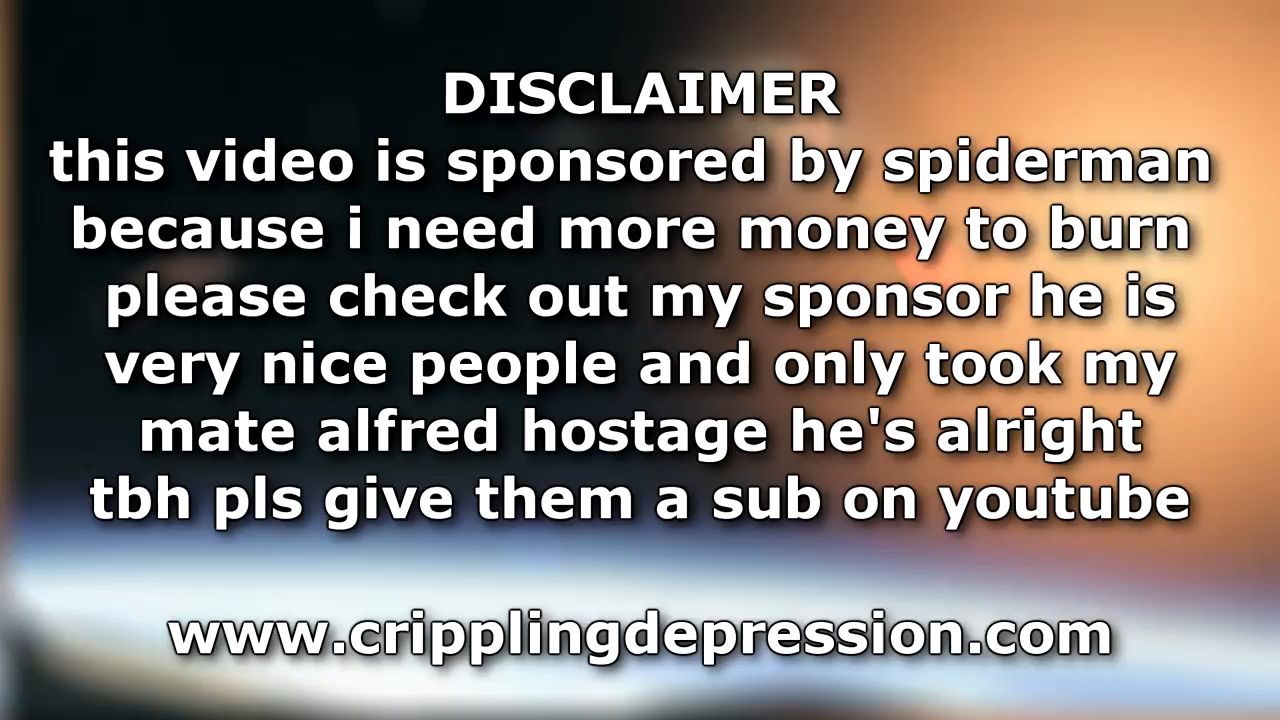 DISCLAIMER
this video is sponsored by spiderman
because i need more money to burn
please check out my sponsor he is
very nice people and only took my
mate alfred hostage he's alright
tbh pls give them a sub on youtube
www.cripplingdepression.com